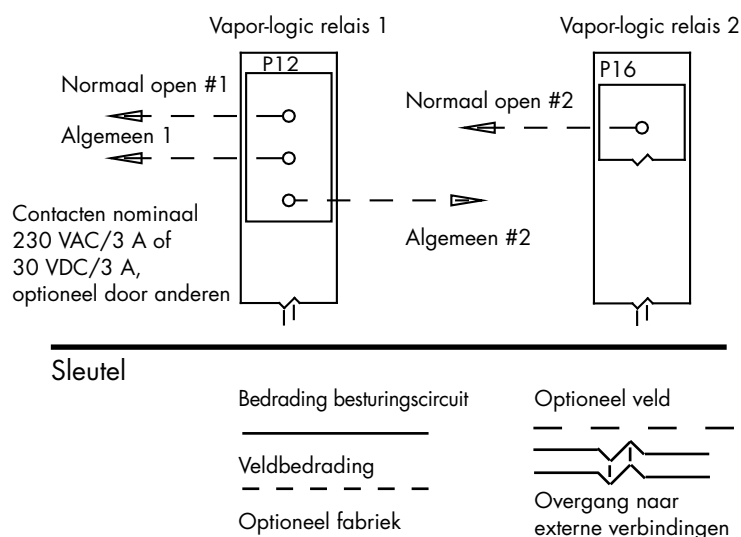 Vapor-logic relais 1
Vapor-logic relais 2
P12
P16
Normaal open #1
Normaal open #2
Algemeen 1
Algemeen #2
Contacten nominaal
230 VAC/3 A of
30 VDC/3 A,
optioneel door anderen
Sleutel
Bedrading besturingscircuit
Veldbedrading
Optioneel fabriek
Optioneel veld
Overgang naar
externe verbindingen